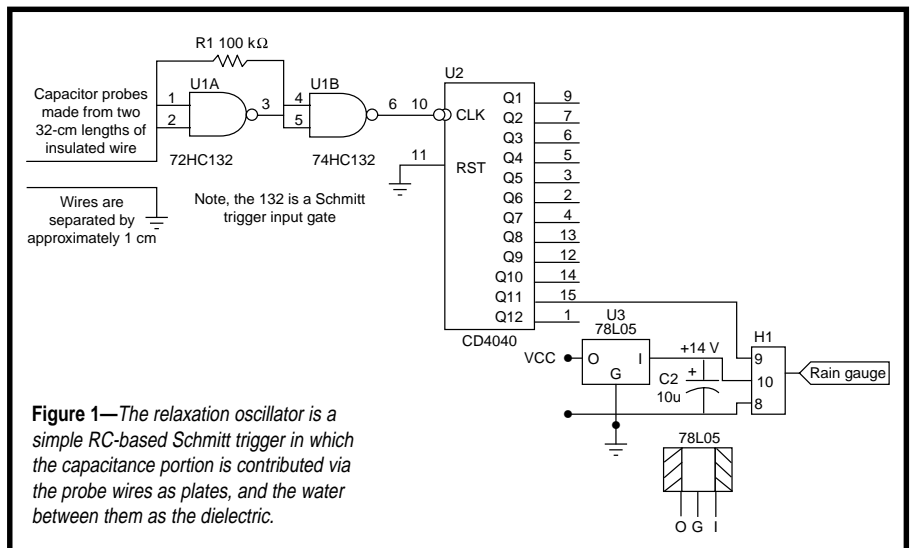 R1 100 kΩ
Capacitor probes
made from two
32-cm lengths of
insulated wire
U1A
1
2
3
72HC132
U1B
4
5
6
74HC132
10
11
U2
CLK
RST
Q1 9
Q2 7
Q3 6
Q4 5
Q5 3
Q6 2
Q7 4
Q8 13
Q9 12
Q10 14
Q11 15
Q12 1
CD4040
Wires are
separated by
approximately 1 cm
Note, the 132 is a Schmitt
trigger input gate
U3
78L05
VCC
O I
G
+14 V
+
C2
10u
H1
9
10
8
Rain gauge
78L05
O G I
Figure 1—The relaxation oscillator is a
simple RC-based Schmitt trigger in which
the capacitance portion is contributed via
the probe wires as plates, and the water
between them as the dielectric.